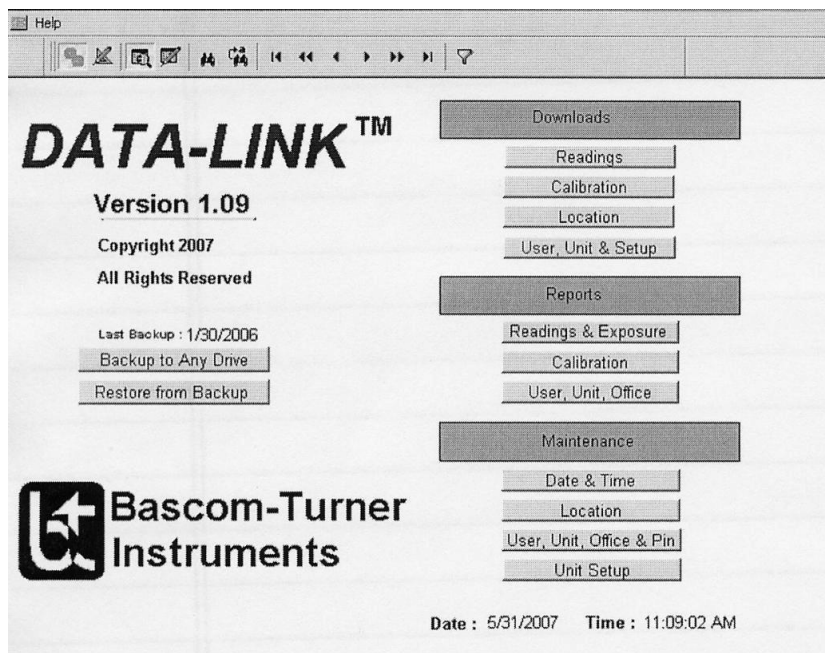 Help
DATA-LINK™
Version 1.09
Copyright 2007
All Rights Reserved
Last Backup : 1/30/2006
Backup to Any Drive
Restore from Backup
Bascom-Turner
Instruments
Downloads
Readings
Calibration
Location
User, Unit & Setup
Reports
Readings & Exposure
Calibration
User, Unit, Office
Maintenance
Date & Time
Location
User, Unit, Office & Pin
Unit Setup
Date : 5/31/2007 Time : 11:09:02 AM